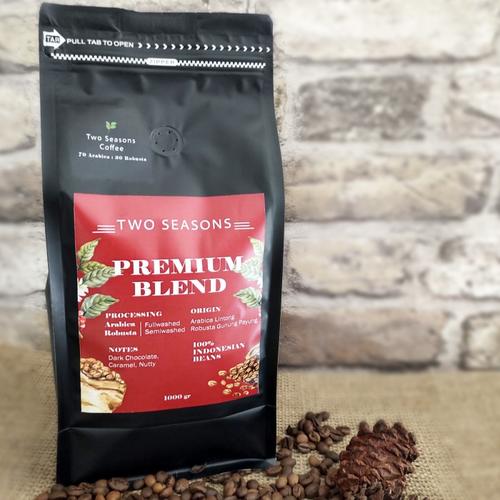 TAB PULL TAB TO OPEN
ZIPPER
Two Seasons
Coffee
70 Arabica : 30 Robusta
TWO SEASONS
PREMIUM
BLEND
PROCESSING
Arabica Fullwashed
Robusta Semiwashed
ORIGIN
Arabica Lintong
Robusta Gunung Payung
NOTES
Dark Chocolate,
Caramel, Nutty
100%
INDONESIAN
BEANS
1000 gr